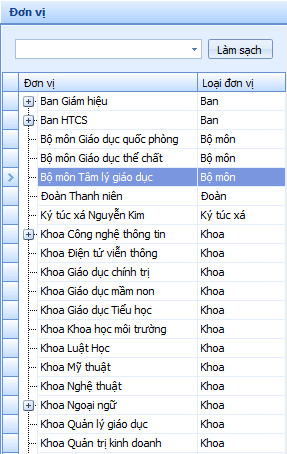 Đơn vị
Làm sạch
Đơn vị Loại đơn vị
Ban Giám hiệu Ban
Ban HTCS Ban
Bộ môn Giáo dục quốc phòng Bộ môn
Bộ môn Giáo dục thể chất Bộ môn
Bộ môn Tâm lý giáo dục Bộ môn
Đoàn Thanh niên Đoàn
Ký túc xá Nguyễn Kim Ký túc xá
Khoa Công nghệ thông tin Khoa
Khoa Điện tử viễn thông Khoa
Khoa Giáo dục chính trị Khoa
Khoa Giáo dục mầm non Khoa
Khoa Giáo dục Tiểu học Khoa
Khoa Khoa học môi trường Khoa
Khoa Luật Học Khoa
Khoa Mỹ thuật Khoa
Khoa Nghệ thuật Khoa
Khoa Ngoại ngữ Khoa
Khoa Quản lý giáo dục Khoa
Khoa Quản trị kinh doanh Khoa